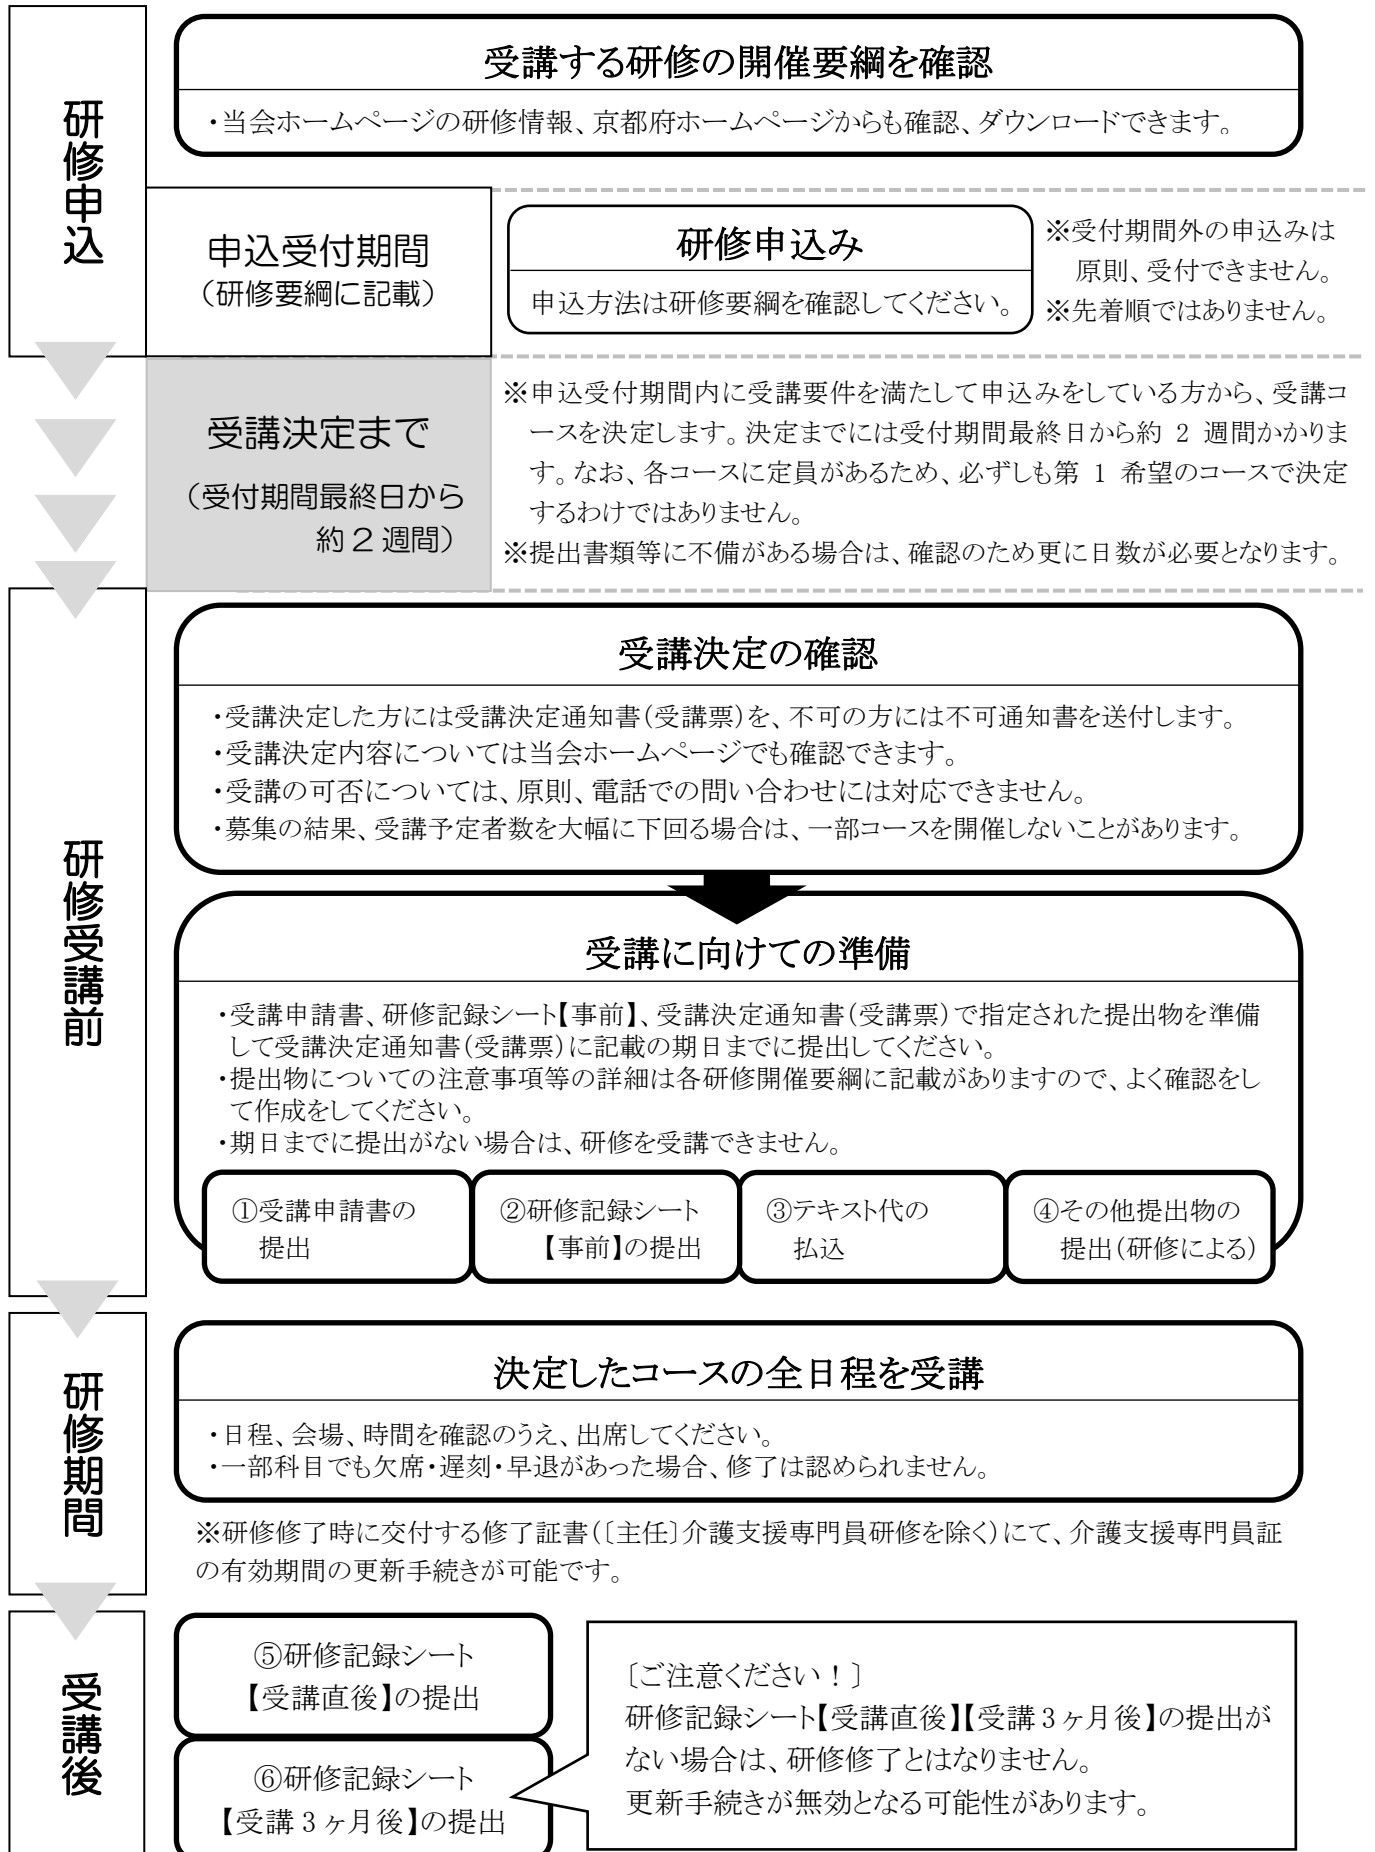 研修申込
受講する研修の開催要綱を確認
・当会ホームページの研修情報、京都府ホームページからも確認、ダウンロードできます。
申込受付期間
（研修要綱に記載）
研修申込み
申込方法は研修要綱を確認してください。
※受付期間外の申込みは
原則、受付できません。
※先着順ではありません。
受講決定まで
（受付期間最終日から
約２週間）
※申込受付期間内に受講要件を満たして申込みをしている方から、受講コ
ースを決定します。決定までには受付期間最終日から約 2 週間かかりま
す。なお、各コースに定員があるため、必ずしも第 1 希望のコースで決定
するわけではありません。
※提出書類等に不備がある場合は、確認のため更に日数が必要となります。
研修受講前
受講決定の確認
・受講決定した方には受講決定通知書（受講票）を、不可の方には不可通知書を送付します。
・受講決定内容については当会ホームページでも確認できます。
・受講の可否については、原則、電話での問い合わせには対応できません。
・募集の結果、受講予定者数を大幅に下回る場合は、一部コースを開催しないことがあります。
受講に向けての準備
・受講申請書、研修記録シート【事前】、受講決定通知書（受講票）で指定された提出物を準備
して受講決定通知書（受講票）に記載の期日までに提出してください。
・提出物についての注意事項等の詳細は各研修開催要綱に記載がありますので、よく確認をし
て作成をしてください。
・期日までに提出がない場合は、研修を受講できません。
①受講申請書の
提出
②研修記録シート
【事前】の提出
③テキスト代の
払込
④その他提出物の
提出（研修による）
研修期間
決定したコースの全日程を受講
・日程、会場、時間を確認のうえ、出席してください。
・一部科目でも欠席・遅刻・早退があった場合、修了は認められません。
※研修修了時に交付する修了証書（〔主任〕介護支援専門員研修を除く）にて、介護支援専門員証
の有効期間の更新手続きが可能です。
受講後
⑤研修記録シート
【受講直後】の提出
⑥研修記録シート
【受講３ヶ月後】の提出
〔ご注意ください！〕
研修記録シート【受講直後】【受講３ヶ月後】の提出が
ない場合は、研修修了とはなりません。
更新手続きが無効となる可能性があります。